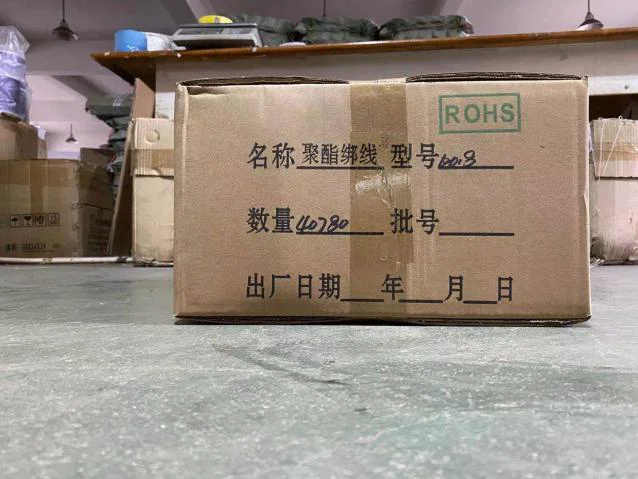 ROHS
名称 聚酯绑线 型号 60.8
数量 40780 批号
出厂日期 年 月 日